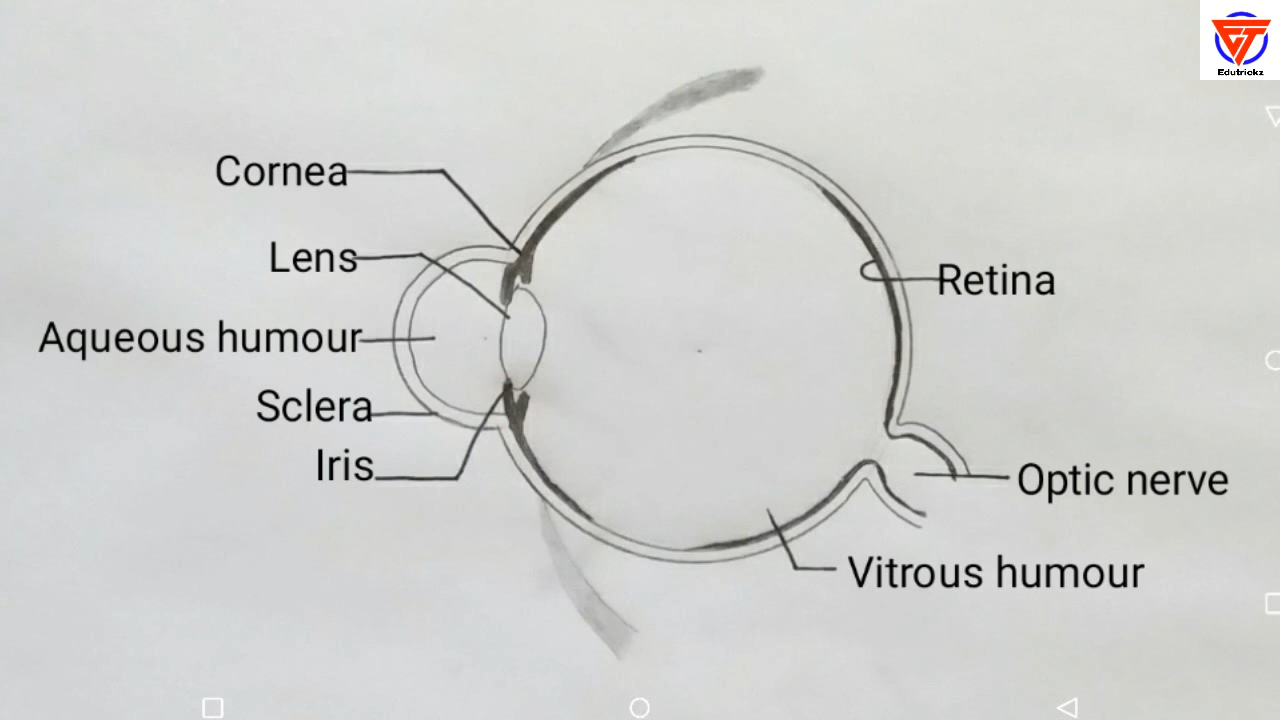 Edutrickz
Cornea
Lens
Retina
Aqueous humour
Sclera
Iris
Optic nerve
Vitrous humour